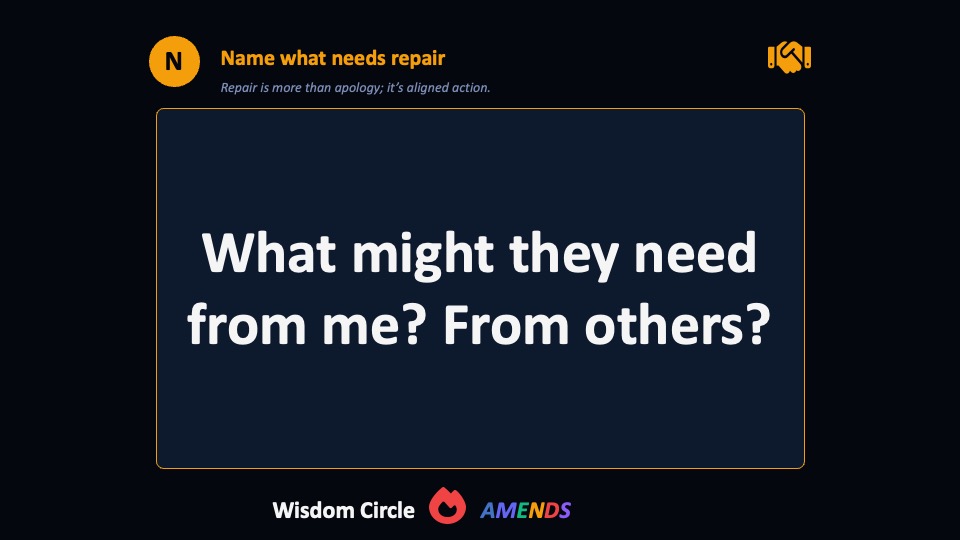 N
Name what needs repair
Repair is more than apology; it's aligned action.
What might they need
from me? From others?
Wisdom Circle AMENDS